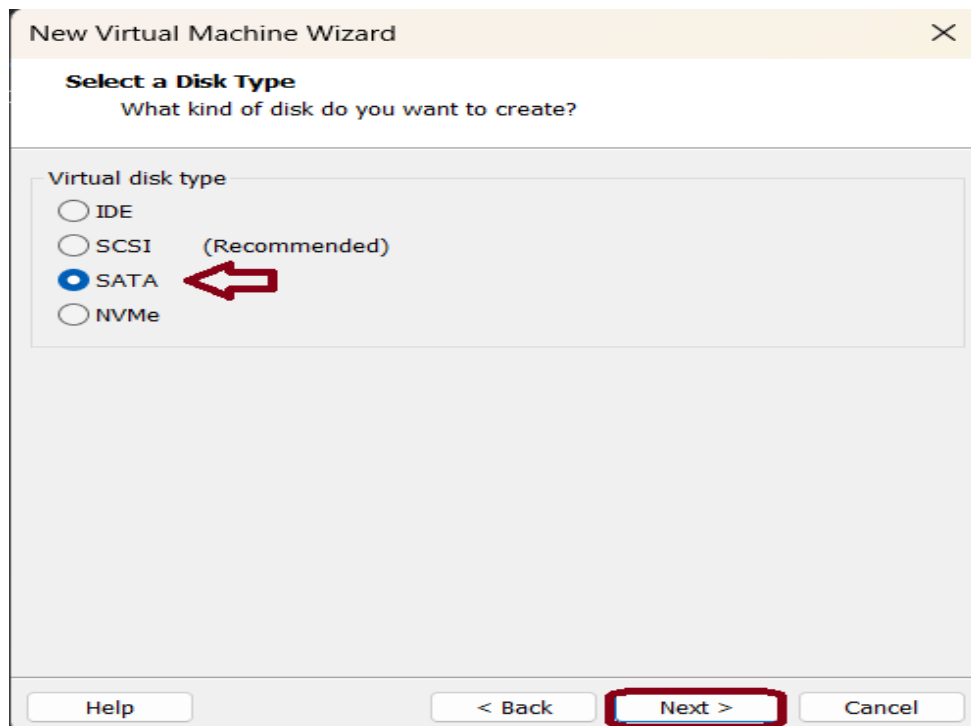 New Virtual Machine Wizard
Select a Disk Type
What kind of disk do you want to create?
Virtual disk type
IDE
SCSI (Recommended)
SATA
NVMe
Help < Back Next > Cancel